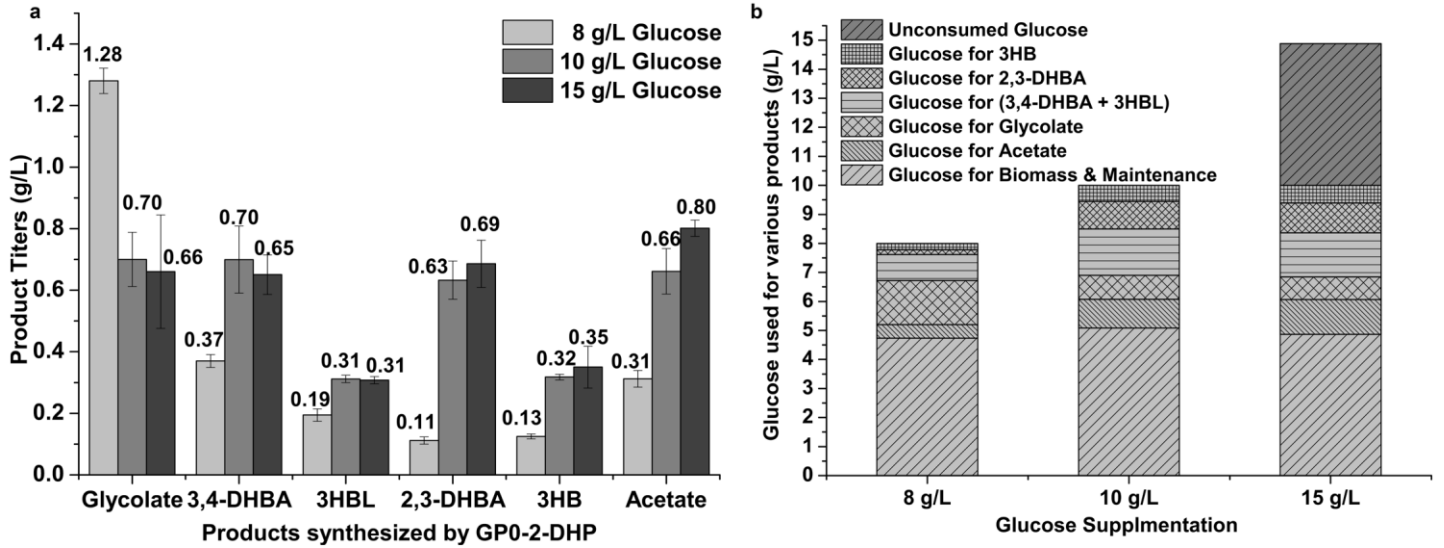 a
1.4
1.2
1.0
0.8
0.6
0.4
0.2
0.0
Product Titers (g/L)
8 g/L Glucose
10 g/L Glucose
15 g/L Glucose
1.28
0.70
0.66
0.37
0.70
0.65
0.19
0.31
0.31
0.11
0.63
0.69
0.13
0.32
0.35
0.31
0.66
0.80
Glycolate 3,4-DHBA 3HBL 2,3-DHBA 3HB Acetate
Products synthesized by GP0-2-DHP
b
15
14
13
12
11
10
9
8
7
6
5
4
3
2
1
0
Glucose used for various products (g/L)
Unconsumed Glucose
Glucose for 3HB
Glucose for 2,3-DHBA
Glucose for (3,4-DHBA + 3HBL)
Glucose for Glycolate
Glucose for Acetate
Glucose for Biomass & Maintenance
8 g/L 10 g/L 15 g/L
Glucose Supplmentation